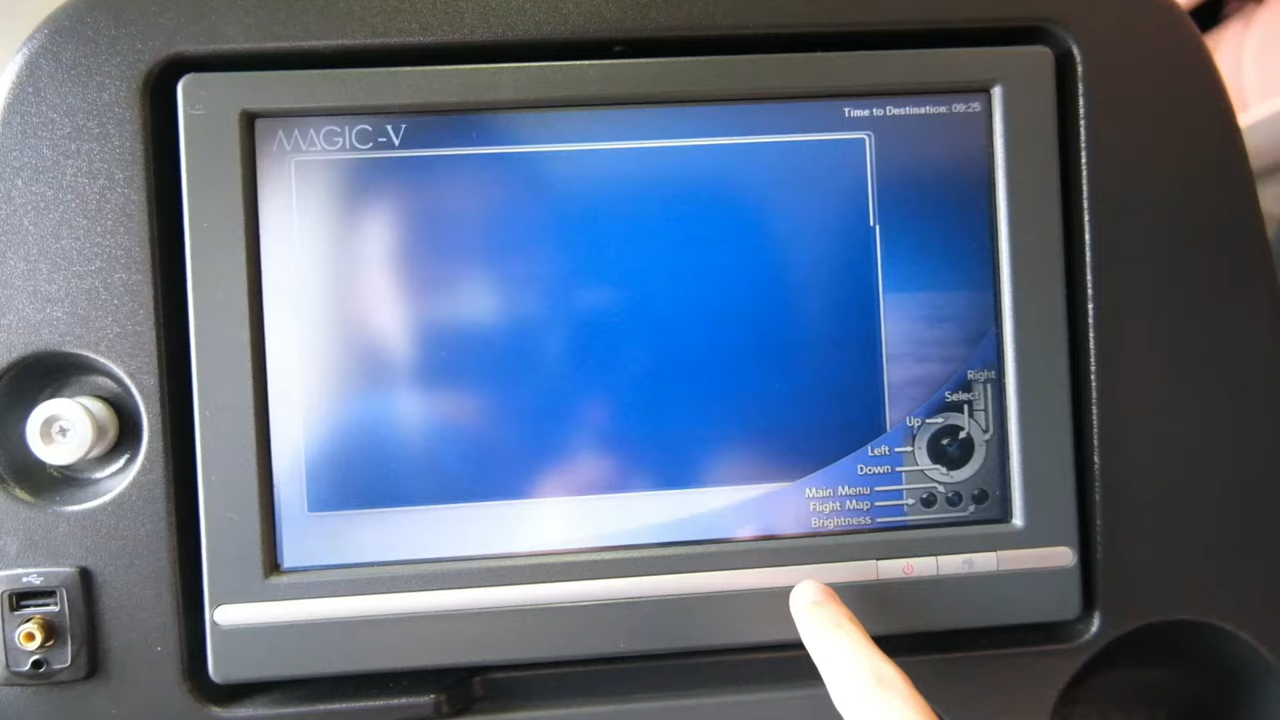 Time to Destination: 09:25
MAGIC-V
Right
Select
Up
Left
Down
Main Menu
Flight Map
Brightness